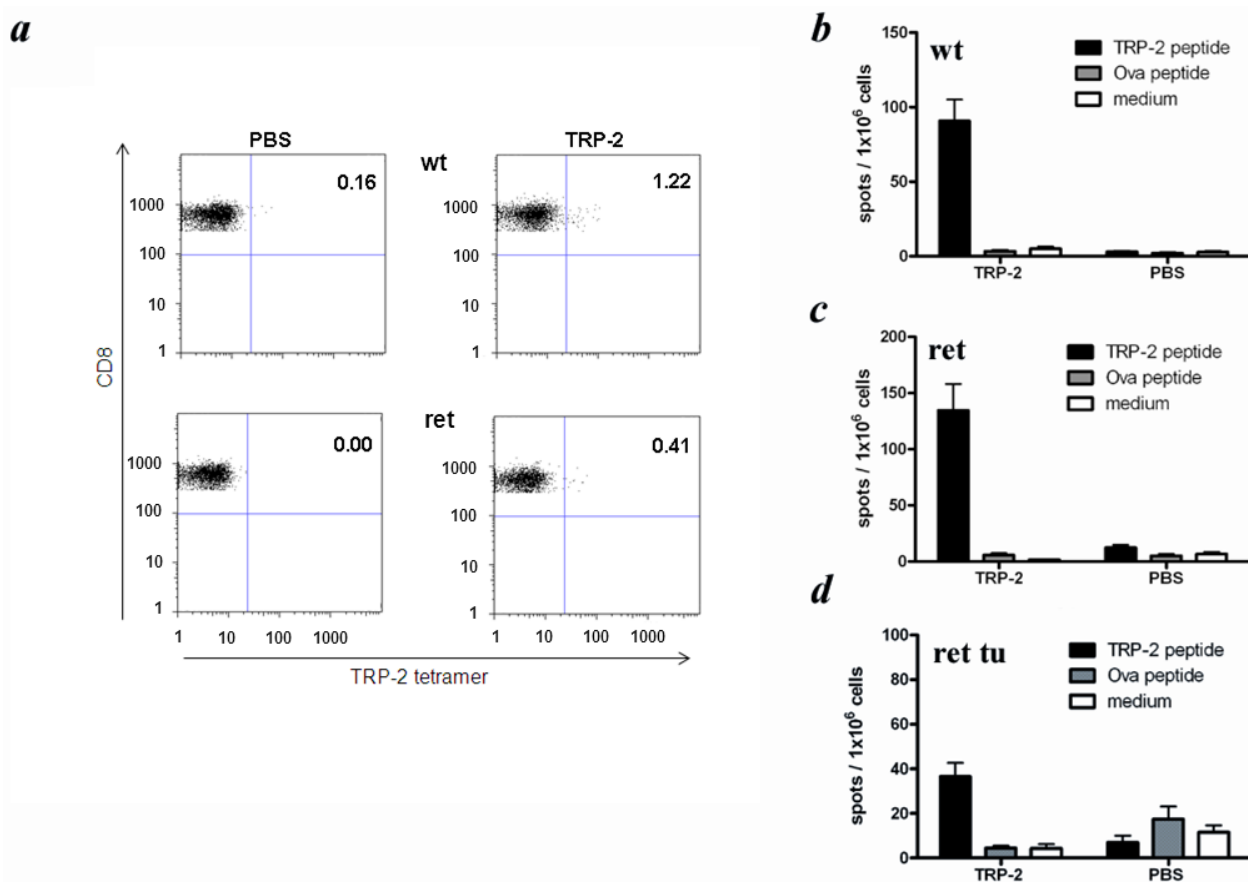 a
PBS
TRP-2
wt
0.16
1.22
1000
100
10
1
1000
100
10
1
CD8
ret
0.00
0.41
1000
100
10
1
1000
100
10
1
1 10 100 1000
1 10 100 1000
TRP-2 tetramer
b
wt
TRP-2 peptide
Ova peptide
medium
spots / 1x10⁶ cells
150
100
50
0
TRP-2 PBS
c
ret
TRP-2 peptide
Ova peptide
medium
spots / 1x10⁶ cells
200
150
100
50
0
TRP-2 PBS
d
ret tu
TRP-2 peptide
Ova peptide
medium
spots / 1x10⁶ cells
100
80
60
40
20
0
TRP-2 PBS